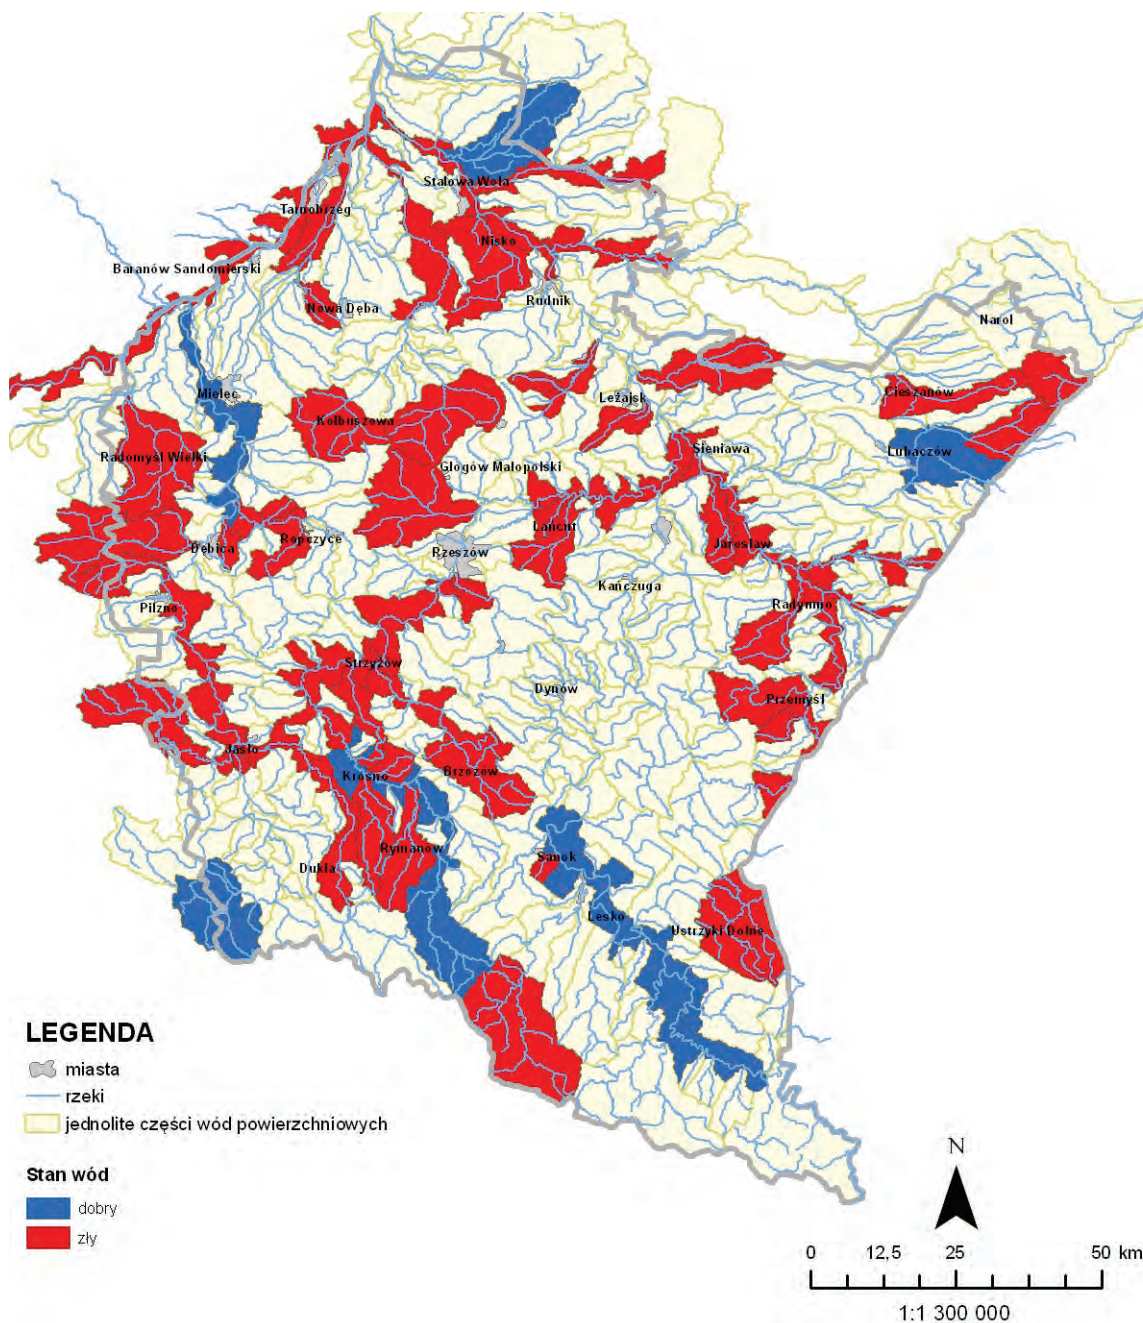 Stalowa Wola
Tarnobrzeg
Nisko
Baranów Sandomierski
Nowa Dęba
Rudnik
Narol
Mielec
Leżajsk
Cieszanów
Kolbuszowa
Sieniawa
Lubaczów
Radomyśl Wielki
Głogów Małopolski
Łańcut
Dębica
Ropczyce
Rzeszów
Jarosław
Kańczuga
Pilzno
Radymno
Strzyżów
Dynów
Przemyśl
Jasło
Krosno
Brzozów
Dukla
Rymanów
Sanok
Lesko
Ustrzyki Dolne
LEGENDA
miasta
rzeki
jednolite części wód powierzchniowych
Stan wód
dobry
zły
N
0 12,5 25 50 km
1:1 300 000